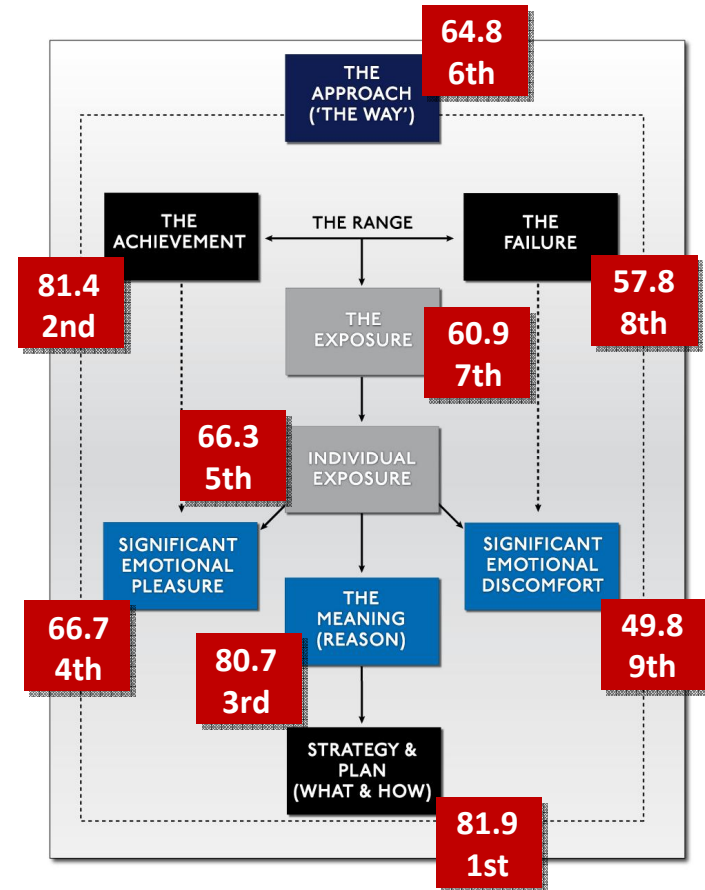 64.8
6th
THE
APPROACH
('THE WAY')
THE
ACHIEVEMENT
THE RANGE
THE
FAILURE
81.4
2nd
57.8
8th
THE
EXPOSURE
60.9
7th
66.3
5th
INDIVIDUAL
EXPOSURE
SIGNIFICANT
EMOTIONAL
PLEASURE
SIGNIFICANT
EMOTIONAL
DISCOMFORT
THE
MEANING
(REASON)
66.7
4th
80.7
3rd
49.8
9th
STRATEGY &
PLAN
(WHAT & HOW)
81.9
1st